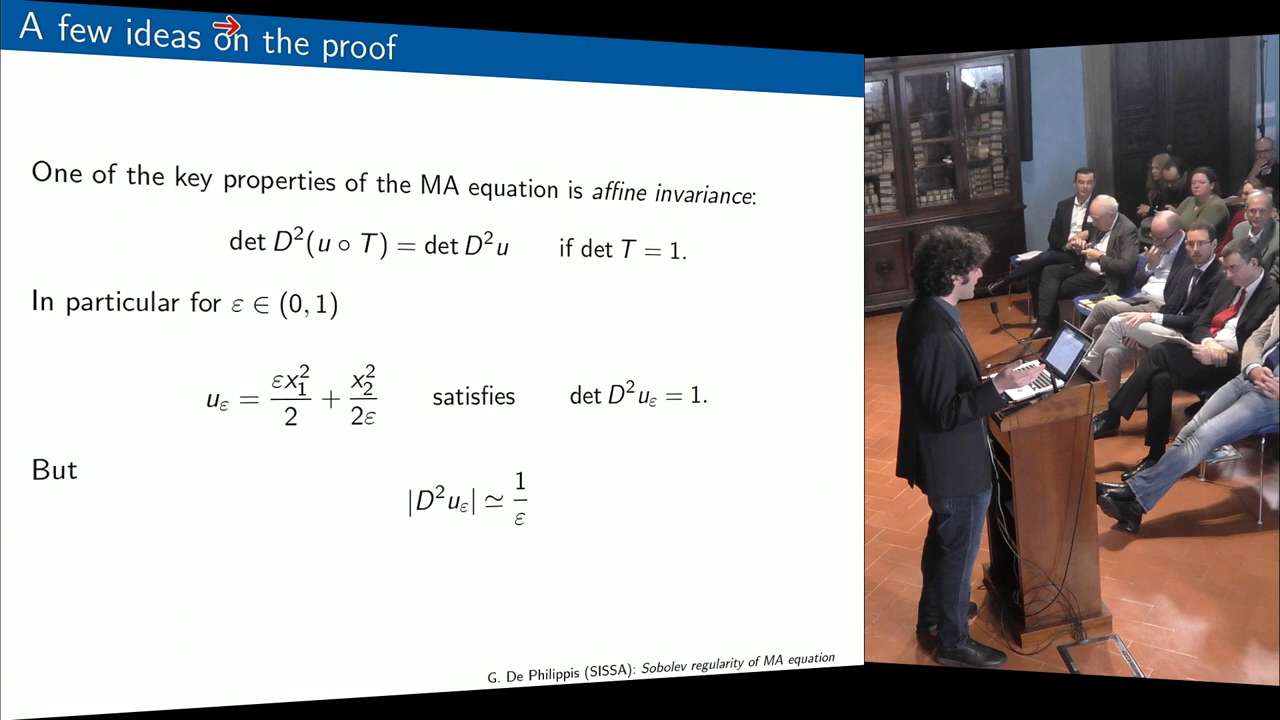 A few ideas on the proof
One of the key properties of the MA equation is affine invariance:
det D²(u ∘ T) = det D²u if det T = 1.
In particular for ε ∈ (0, 1)
u_ε = εx₁²/2 + x₂²/2ε satisfies det D²u_ε = 1.
But
|D²u_ε| ≃ 1/ε
G. De Philippis (SISSA): Sobolev regularity of MA equation